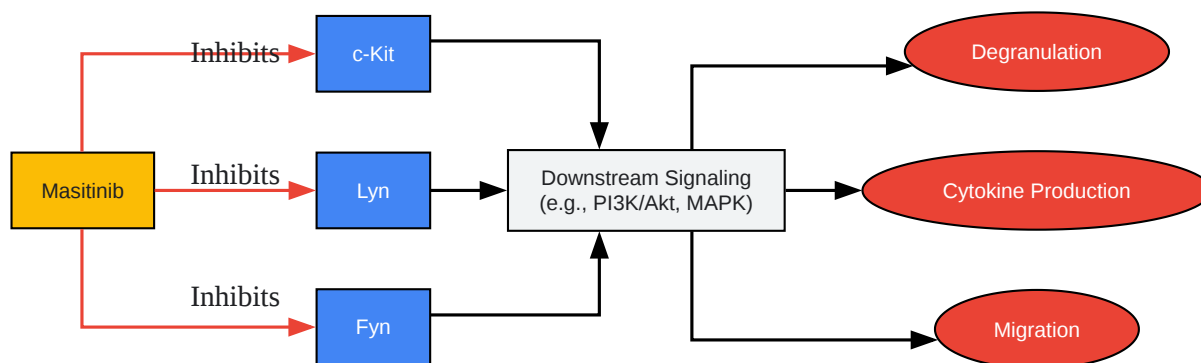 Inhibits
c-Kit
Degranulation
Masitinib
Inhibits
Lyn
Downstream Signaling
(e.g., PI3K/Akt, MAPK)
Cytokine Production
Inhibits
Fyn
Migration